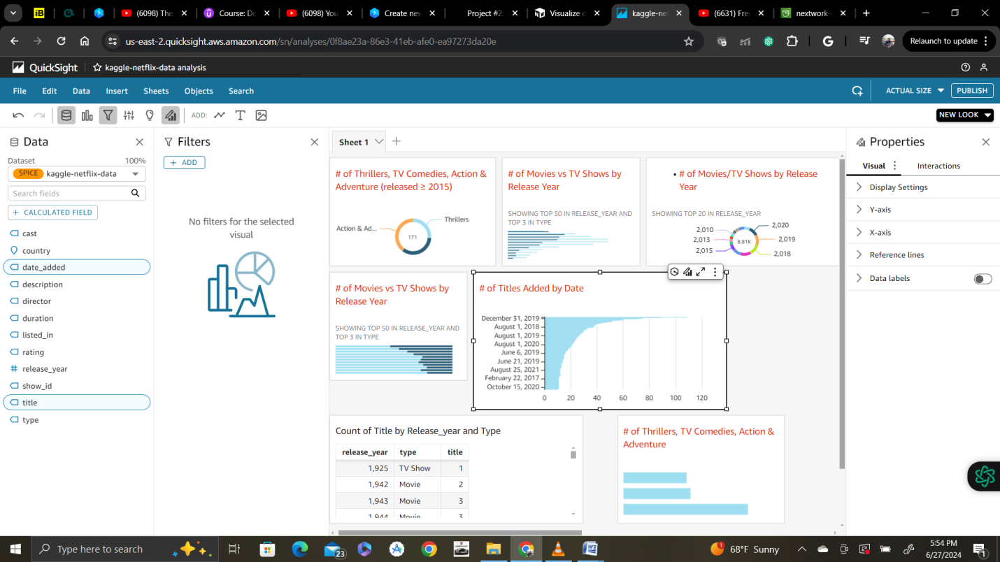 iB
(6098) The
Course: De
(6098) You
Create new
Project #2:
Visualize d
kaggle-net
(6631) Fre
nextwork-
us-east-2.quicksight.aws.amazon.com/sn/analyses/0f8ae23a-86e3-41eb-afe0-ea97273da20e
G
Relaunch to update
QuickSight
kaggle-netflix-data analysis
File Edit Data Insert Sheets Objects Search
ACTUAL SIZE
PUBLISH
ADD:
NEW LOOK
Data
Dataset 100%
SPICE kaggle-netflix-data
Search fields
+ CALCULATED FIELD
cast
country
date_added
description
director
duration
listed_in
rating
release_year
show_id
title
type
Filters
+ ADD
No filters for the selected
visual
Sheet 1
# of Thrillers, TV Comedies, Action &
Adventure (released ≥ 2015)
Action & Ad...
Thrillers
171
# of Movies vs TV Shows by
Release Year
SHOWING TOP 50 IN RELEASE_YEAR AND
TOP 3 IN TYPE
• # of Movies/TV Shows by Release
Year
SHOWING TOP 20 IN RELEASE_YEAR
2,010
2,013
2,015
8.81K
2,020
2,019
2,018
# of Movies vs TV Shows by
Release Year
SHOWING TOP 50 IN RELEASE_YEAR AND
TOP 3 IN TYPE
# of Titles Added by Date
December 31, 2019
August 1, 2018
August 1, 2019
August 1, 2020
June 6, 2019
June 21, 2019
August 25, 2021
February 22, 2017
October 15, 2020
0 20 40 60 80 100 120
Count of Title by Release_year and Type
release_year type title
1,925 TV Show 1
1,942 Movie 2
1,943 Movie 3
1,944 Movie 3
# of Thrillers, TV Comedies, Action &
Adventure
Properties
Visual Interactions
Display Settings
Y-axis
X-axis
Reference lines
Data labels
Type here to search
23
1
68°F Sunny
5:54 PM
6/27/2024
1